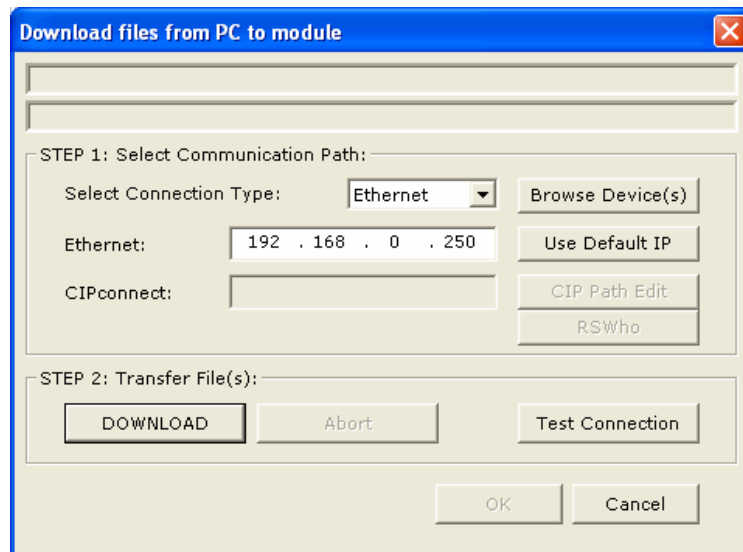 Download files from PC to module
STEP 1: Select Communication Path:
Select Connection Type: Ethernet Browse Device(s)
Ethernet: 192 . 168 . 0 . 250 Use Default IP
CIPconnect: CIP Path Edit
RSWho
STEP 2: Transfer File(s):
DOWNLOAD Abort Test Connection
OK Cancel